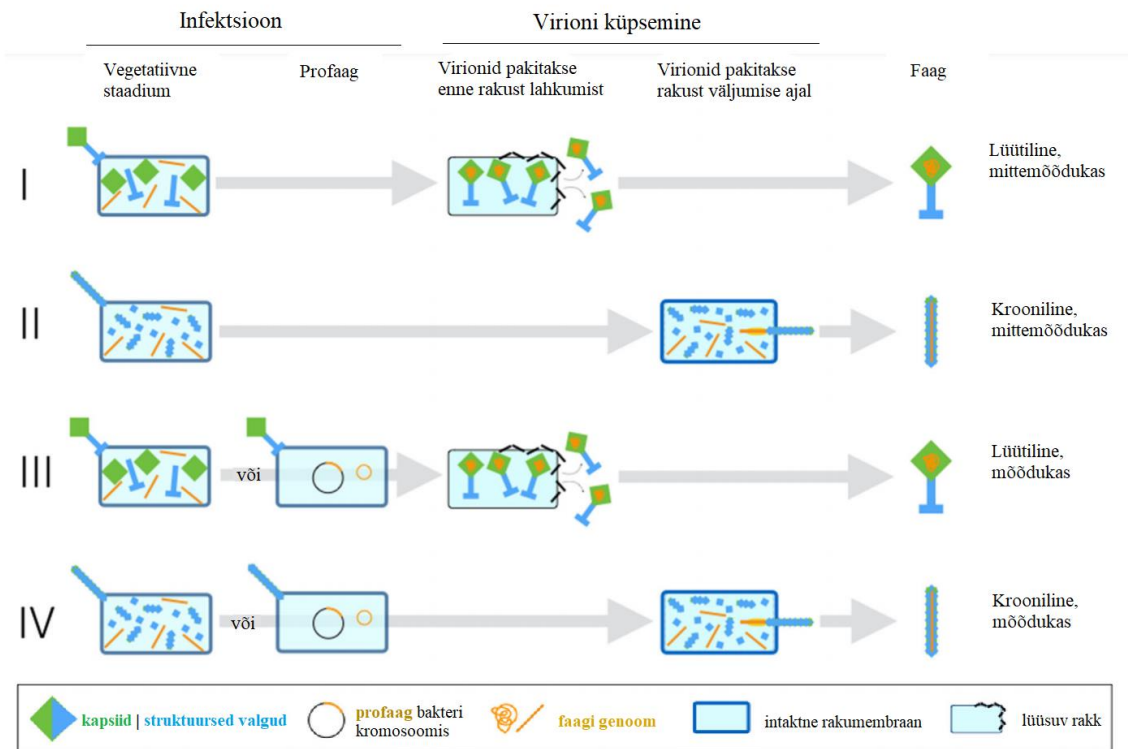 Infektsioon
Virioni küpsemine
Vegetatiivne
staadium
Profaag
Virionid pakitakse
enne rakust lahkumist
Virionid pakitakse
rakust väljumise ajal
Faag
I
Lüütiline,
mittemõõdukas
II
Krooniline,
mittemõõdukas
III
või
Lüütiline,
mõõdukas
IV
või
Krooniline,
mõõdukas
kapsiid | struktuursed valgud
profaag bakteri
kromosoomis
faagi genoom
intaktne rakumembraan
lüüsuv rakk